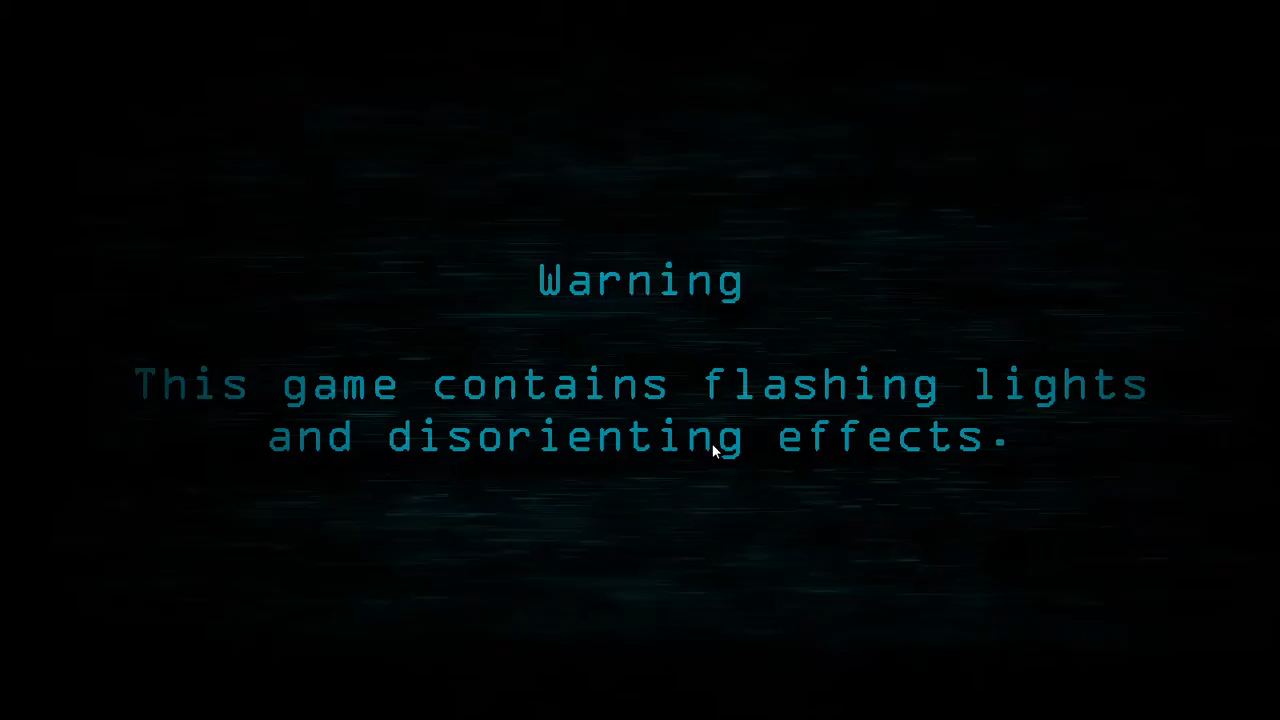 Warning
This game contains flashing lights
and disorienting effects.